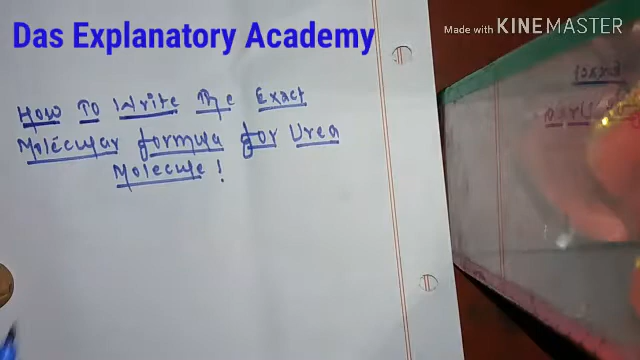 Das Explanatory Academy
Made with KINEMASTER
How To Write The Exact
Molecular formula for Urea
Molecule!